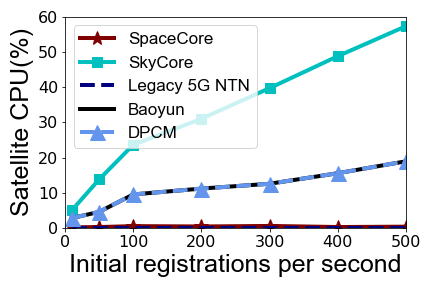 60
50
40
30
20
10
0
Satellite CPU(%)
SpaceCore
SkyCore
Legacy 5G NTN
Baoyun
DPCM
0 100 200 300 400 500
Initial registrations per second